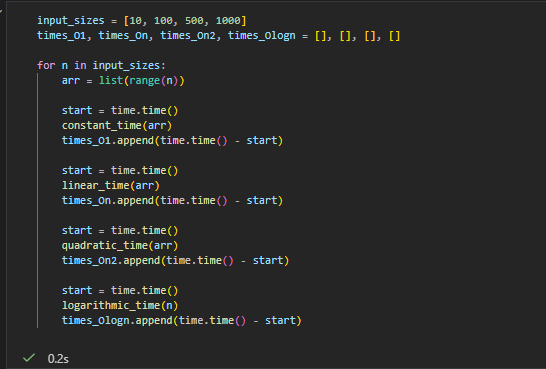 input_sizes = [10, 100, 500, 1000]
times_O1, times_On, times_On2, times_Ologn = [], [], [], []
for n in input_sizes:
    arr = list(range(n))
    start = time.time()
    constant_time(arr)
    times_O1.append(time.time() - start)
    start = time.time()
    linear_time(arr)
    times_On.append(time.time() - start)
    start = time.time()
    quadratic_time(arr)
    times_On2.append(time.time() - start)
    start = time.time()
    logarithmic_time(n)
    times_Ologn.append(time.time() - start)
0.2s